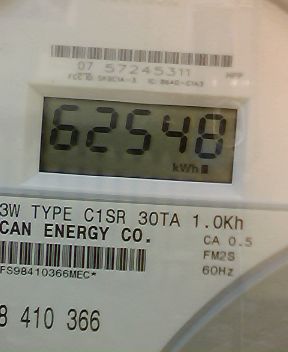 07 57245311
HPP
62548
kWh
3W TYPE C1SR 30TA 1.0Kh
CAN ENERGY CO.
CA 0.5
FM2S
60Hz
FS98410366MEC*
8 410 366